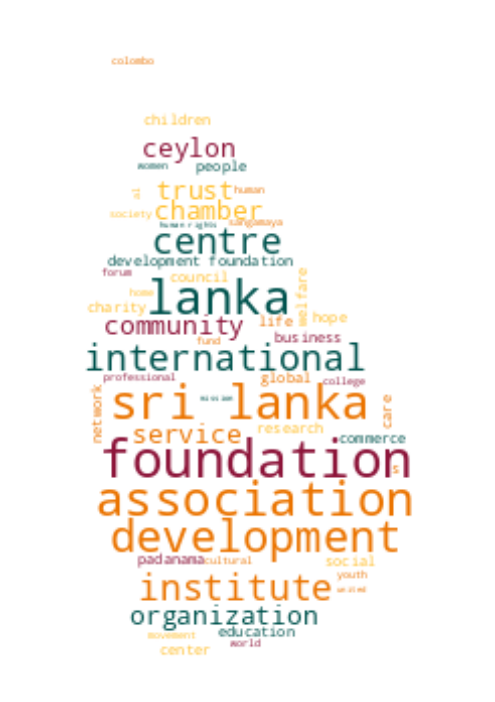 colombo
children
ceylon
women people
al trust human
society chamber
human rights sangamaya
centre
development foundation
forum council
home lanka welfare
charity hope
community life
fund business
international
professional global college
network sri lanka mission care
service research
commerce
foundation s
association
development
padanama cultural social
youth
institute united
organization
education
movement world
center